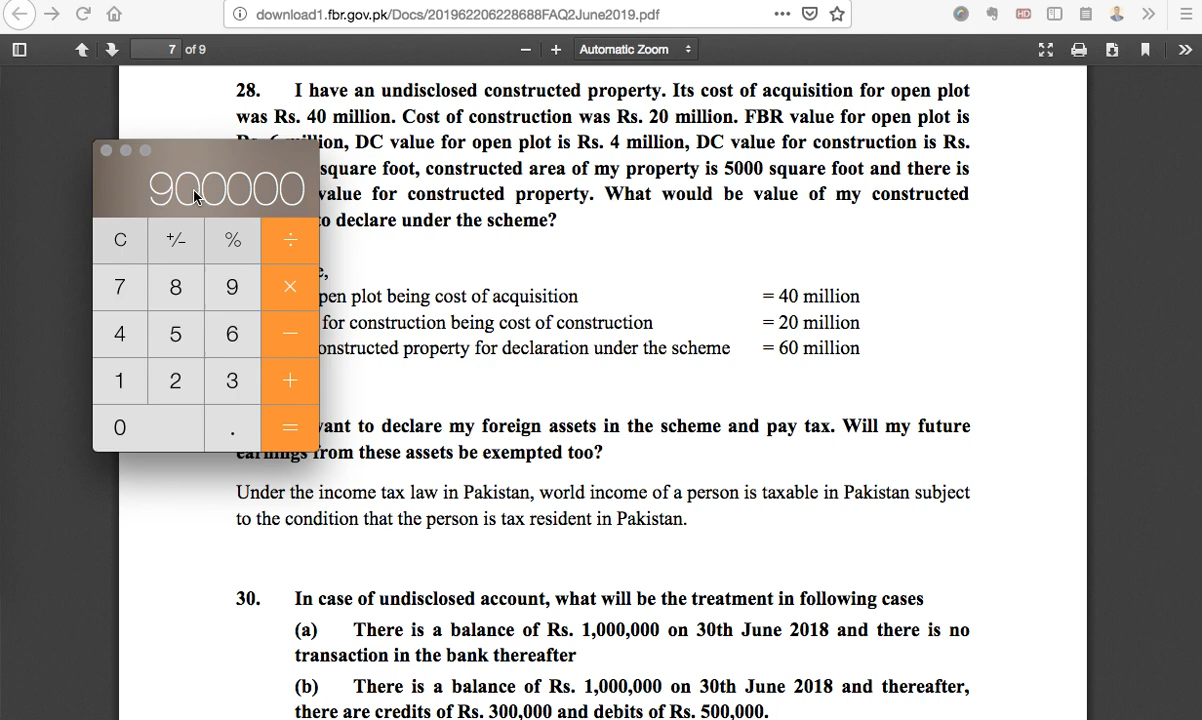 download1.fbr.gov.pk/Docs/201962206228688FAQ2June2019.pdf
HD
7 of 9
Automatic Zoom
28. I have an undisclosed constructed property. Its cost of acquisition for open plot
was Rs. 40 million. Cost of construction was Rs. 20 million. FBR value for open plot is
million, DC value for open plot is Rs. 4 million, DC value for construction is Rs.
square foot, constructed area of my property is 5000 square foot and there is
value for constructed property. What would be value of my constructed
to declare under the scheme?
open plot being cost of acquisition = 40 million
for construction being cost of construction = 20 million
constructed property for declaration under the scheme = 60 million
900000
C +/- % ÷
7 8 9 ×
4 5 6 −
1 2 3 +
0 . =
want to declare my foreign assets in the scheme and pay tax. Will my future
earnings from these assets be exempted too?
Under the income tax law in Pakistan, world income of a person is taxable in Pakistan subject
to the condition that the person is tax resident in Pakistan.
30. In case of undisclosed account, what will be the treatment in following cases
(a) There is a balance of Rs. 1,000,000 on 30th June 2018 and there is no
transaction in the bank thereafter
(b) There is a balance of Rs. 1,000,000 on 30th June 2018 and thereafter,
there are credits of Rs. 300,000 and debits of Rs. 500,000.